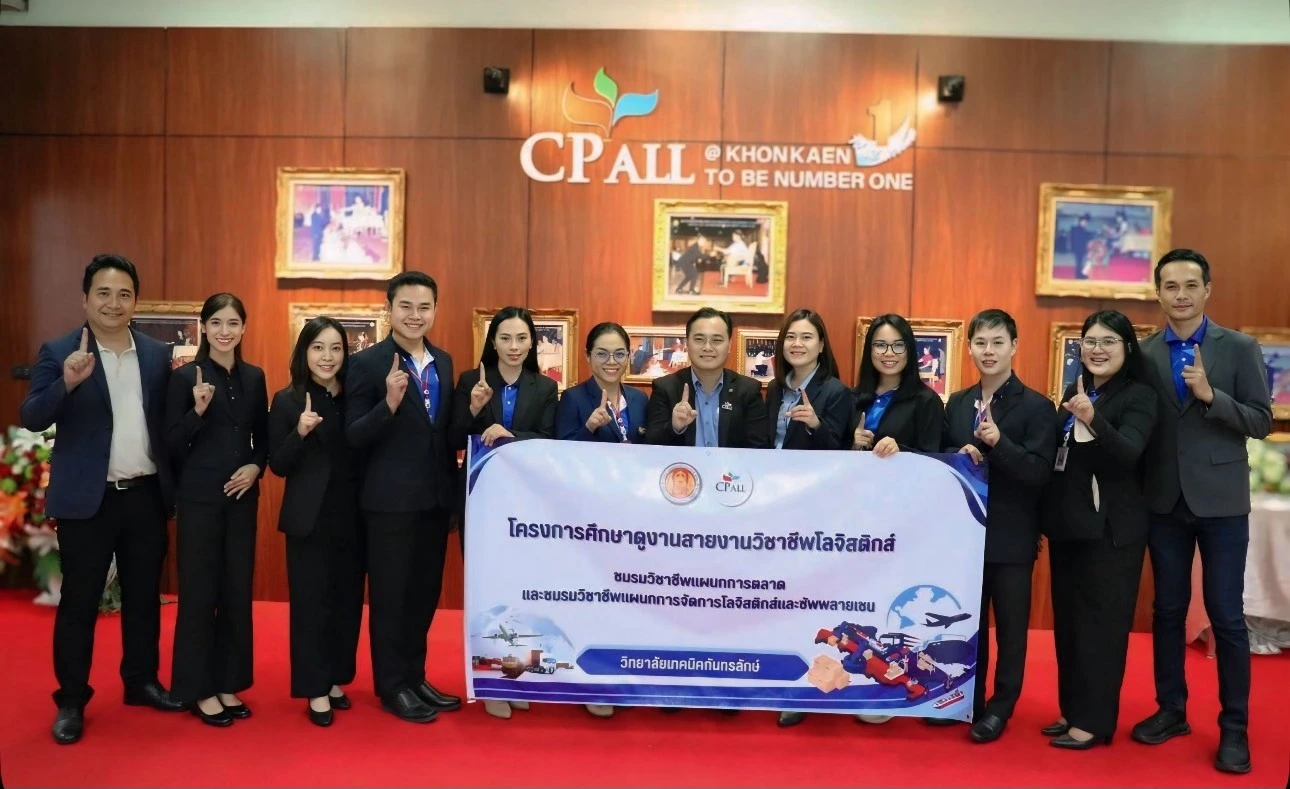 CPALL
@ KHONKAEN 1
TO BE NUMBER ONE
CPALL
โครงการศึกษาดูงานสายงานวิชาชีพโลจิสติกส์
ชมรมวิชาชีพแผนกการตลาด
และชมรมวิชาชีพแผนกการจัดการโลจิสติกส์และซัพพลายเชน
วิทยาลัยเทคนิคกันทรลักษ์